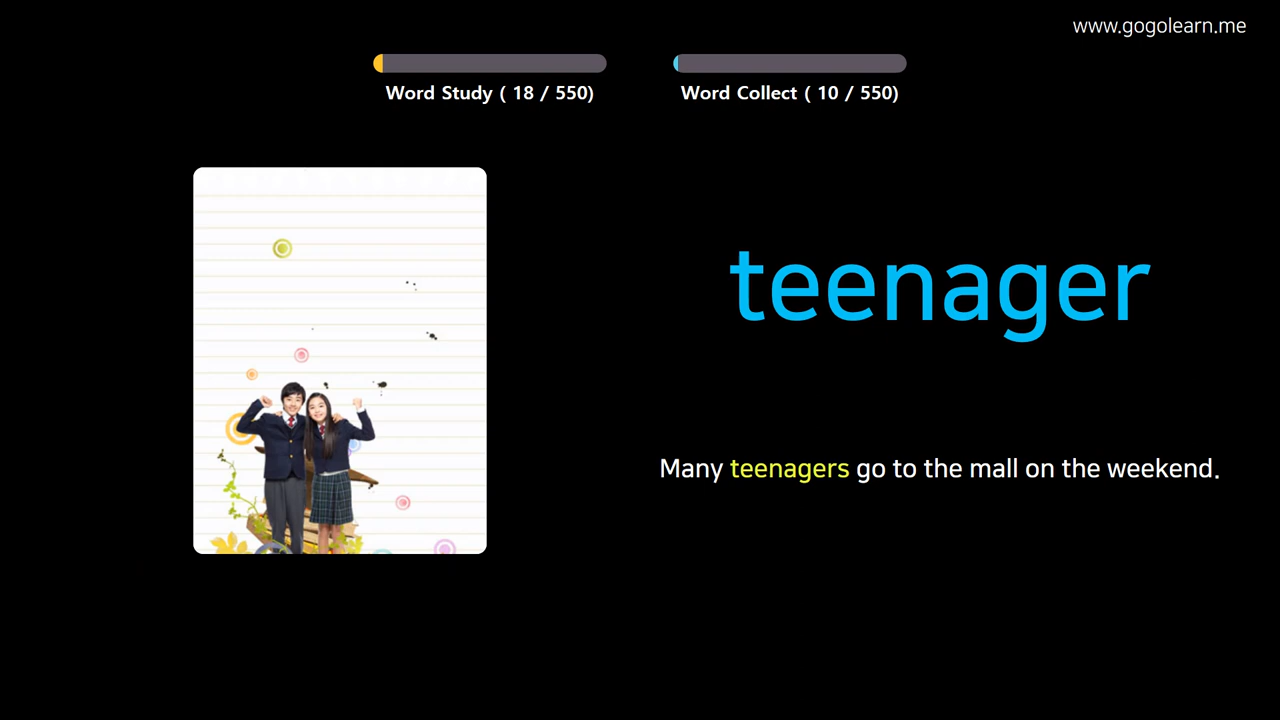 www.gogolearn.me
Word Study ( 18 / 550)
Word Collect ( 10 / 550)
teenager
Many teenagers go to the mall on the weekend.